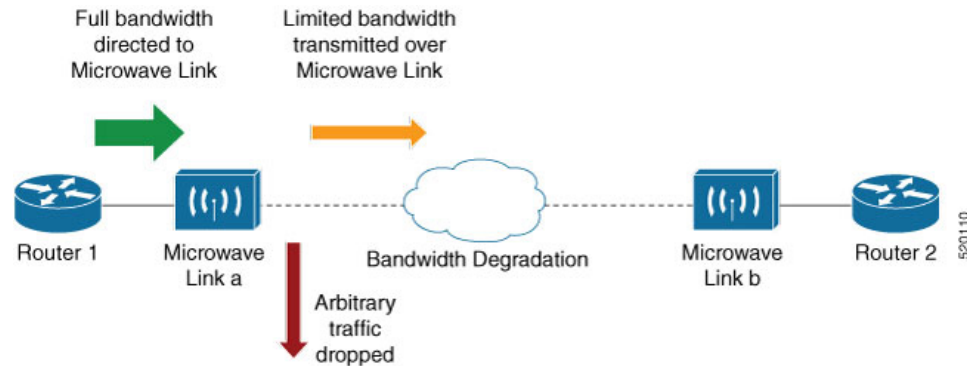 Full bandwidth
directed to
Microwave Link
Limited bandwidth
transmitted over
Microwave Link
Router 1
Microwave
Link a
Bandwidth Degradation
Microwave
Link b
Router 2
Arbitrary
traffic
dropped
520110